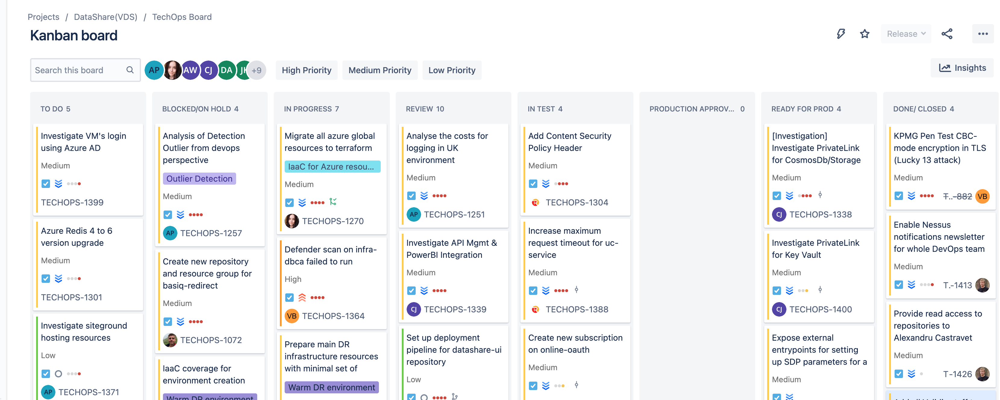 Projects / DataShare(VDS) / TechOps Board
Kanban board
Release
Search this board
AP
AW
CJ
DA
+9
High Priority
Medium Priority
Low Priority
Insights
TO DO 5
Investigate VM's login
using Azure AD
Medium
TECHOPS-1399
Azure Redis 4 to 6
version upgrade
Medium
TECHOPS-1301
Investigate siteground
hosting resources
Low
AP TECHOPS-1371
BLOCKED/ON HOLD 4
Analysis of Detection
Outlier from devops
perspective
Outlier Detection
Medium
AP TECHOPS-1257
Create new repository
and resource group for
basiq-redirect
Medium
TECHOPS-1072
IaaC coverage for
environment creation
Warm DR environment
IN PROGRESS 7
Migrate all azure global
resources to terraform
IaaC for Azure resou...
Medium
TECHOPS-1270
Defender scan on infra-
dbca failed to run
High
VB TECHOPS-1364
Prepare main DR
infrastructure resources
with minimal set of
Warm DR environment
REVIEW 10
Analyse the costs for
logging in UK
environment
Medium
AP TECHOPS-1251
Investigate API Mgmt &
PowerBI Integration
Medium
CJ TECHOPS-1339
Set up deployment
pipeline for datashare-ui
repository
Low
IN TEST 4
Add Content Security
Policy Header
Medium
TECHOPS-1304
Increase maximum
request timeout for uc-
service
Medium
TECHOPS-1388
Create new subscription
on online-oauth
Medium
PRODUCTION APPROV... 0
READY FOR PROD 4
[Investigation]
Investigate PrivateLink
for CosmosDb/Storage
Medium
CJ TECHOPS-1338
Investigate PrivateLink
for Key Vault
Medium
CJ TECHOPS-1400
Expose external
entrypoints for setting
up SDP parameters for a
Medium
DONE/ CLOSED 4
KPMG Pen Test CBC-
mode encryption in TLS
(Lucky 13 attack)
Medium
T..-882 VB
Enable Nessus
notifications newsletter
for whole DevOps team
Medium
T.-1413
Provide read access to
repositories to
Alexandru Castravet
Medium
T-1426